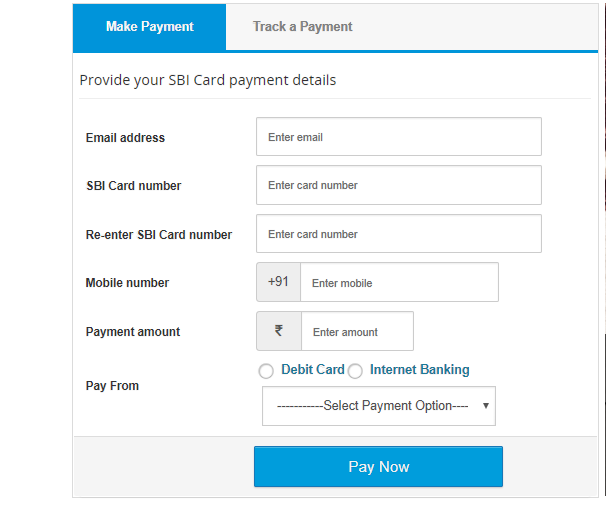 Make Payment Track a Payment
Provide your SBI Card payment details
Email address Enter email
SBI Card number Enter card number
Re-enter SBI Card number Enter card number
Mobile number +91 Enter mobile
Payment amount ₹ Enter amount
Debit Card Internet Banking
Pay From
-----------Select Payment Option----
Pay Now